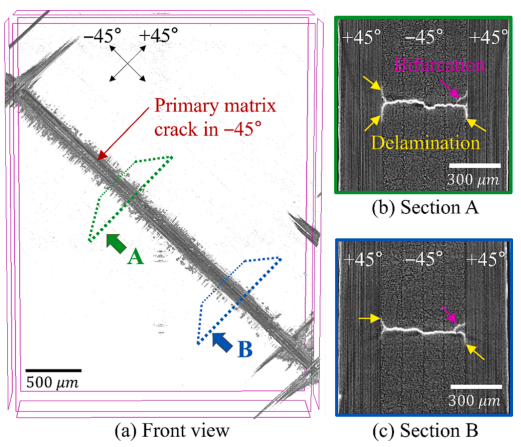 −45° +45°
Primary matrix
crack in −45°
A
B
500 μm
(a) Front view
+45° −45° +45°
Bifurcation
Delamination
300 μm
(b) Section A
+45° −45° +45°
300 μm
(c) Section B